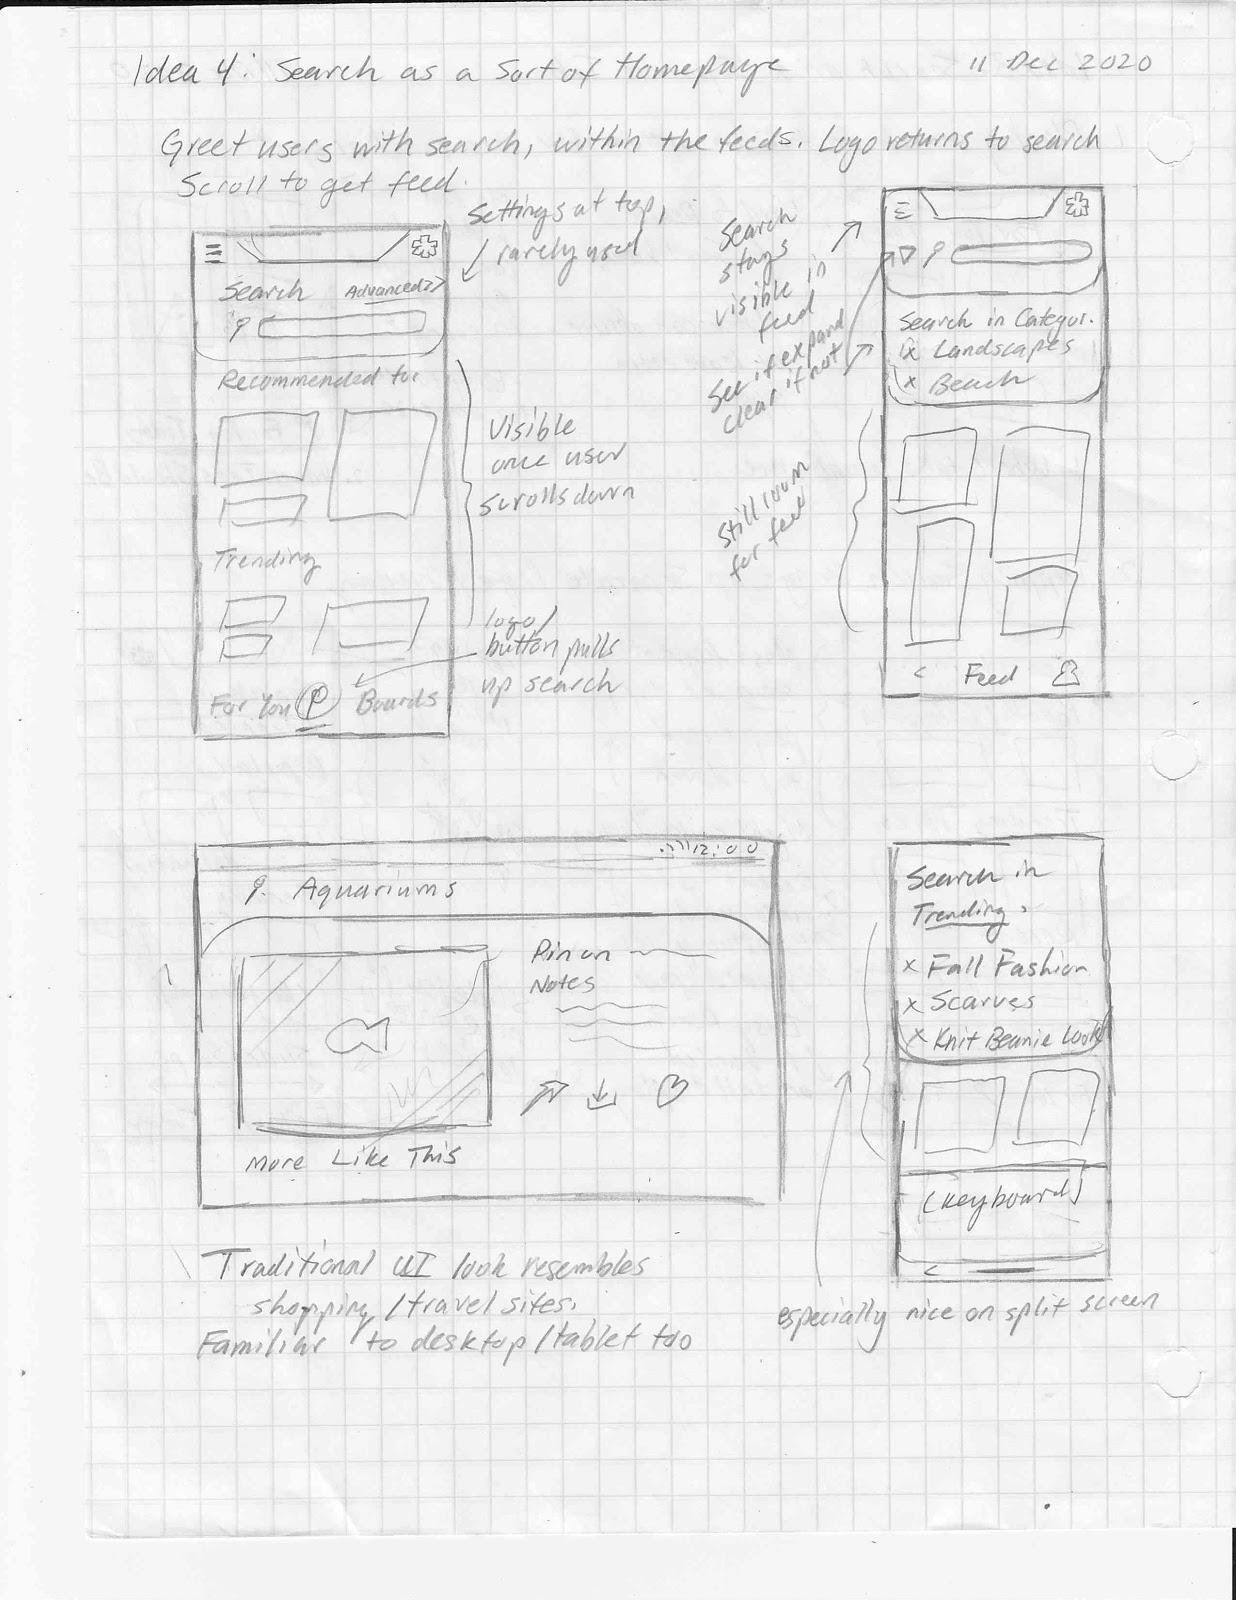 Idea 4: Search as a Sort of Homepage
11 Dec 2020
Greet users with search, within the feeds. Logo returns to search
Scroll to get feed.
Settings at top,
rarely used
Search
Advanced>>
Recommended for
Visible
once user
scrolls down
Trending
logo/
button pulls
up search
For You
P
Boards
Search
stays
visible in
feed
See if expand
clear if not
Still room
for feed
Search in Categor.
x Landscapes
x Beach
< Feed
12:00
Aquariums
Pin on
Notes
More Like This
Traditional UI look resembles
shopping/travel sites.
Familiar to desktop/tablet too
Search in
Trending,
x Fall Fashion
x Scarves
x Knit Beanie Look
(Keyboard)
<
especially nice on split screen